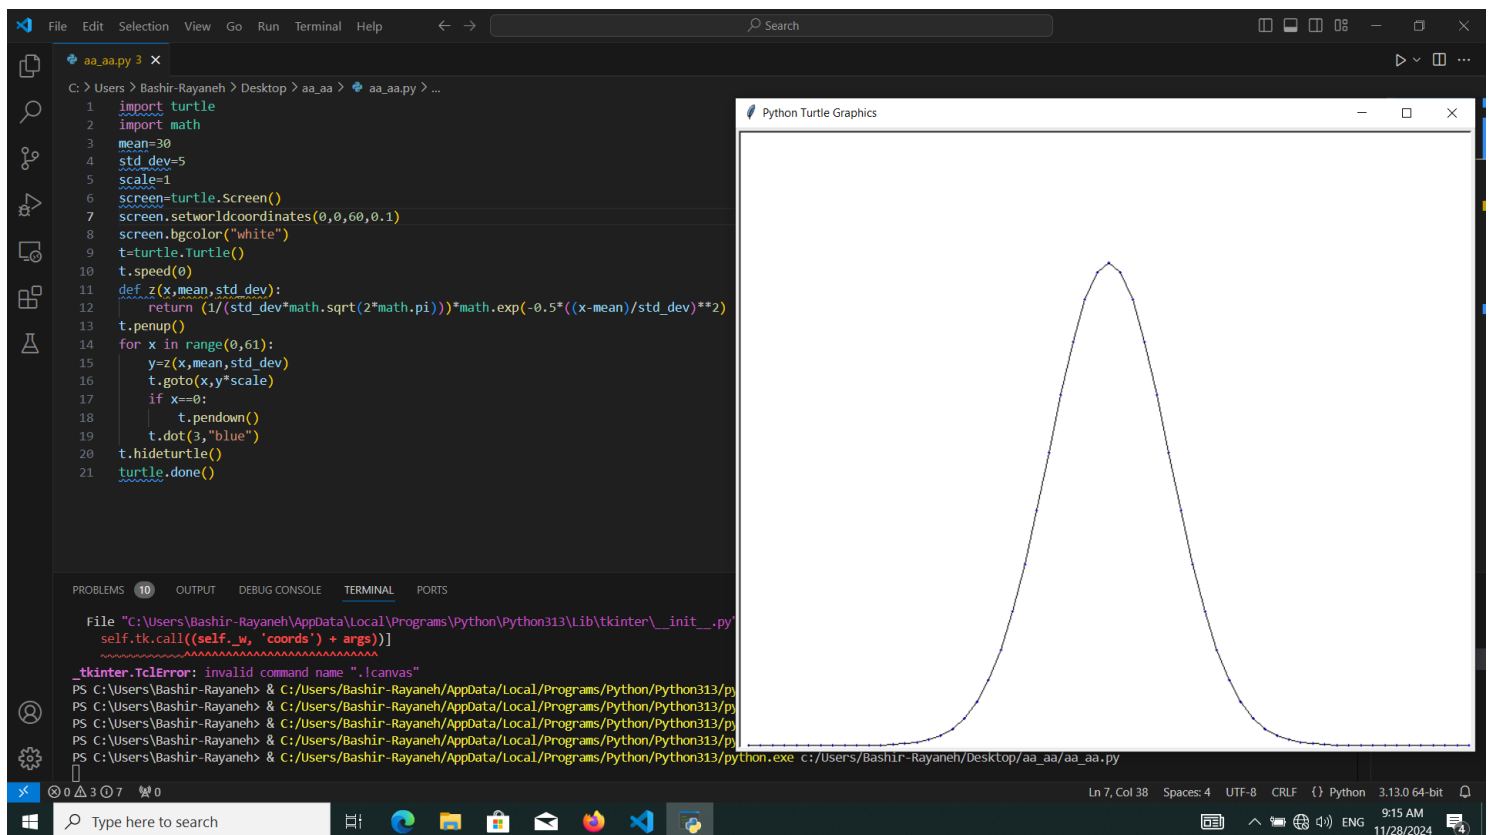 File Edit Selection View Go Run Terminal Help
Search
aa_aa.py 3
C: > Users > Bashir-Rayaneh > Desktop > aa_aa > aa_aa.py > ...
1 import turtle
2 import math
3 mean=30
4 std_dev=5
5 scale=1
6 screen=turtle.Screen()
7 screen.setworldcoordinates(0,0,60,0.1)
8 screen.bgcolor("white")
9 t=turtle.Turtle()
10 t.speed(0)
11 def z(x,mean,std_dev):
12 return (1/(std_dev*math.sqrt(2*math.pi)))*math.exp(-0.5*((x-mean)/std_dev)**2)
13 t.penup()
14 for x in range(0,61):
15 y=z(x,mean,std_dev)
16 t.goto(x,y*scale)
17 if x==0:
18 t.pendown()
19 t.dot(3,"blue")
20 t.hideturtle()
21 turtle.done()
Python Turtle Graphics
PROBLEMS 10 OUTPUT DEBUG CONSOLE TERMINAL PORTS
File "C:\Users\Bashir-Rayaneh\AppData\Local\Programs\Python\Python313\Lib\tkinter\__init__.py"
self.tk.call((self._w, 'coords') + args))]
~~~~~~~~~~~~^^^^^^^^^^^^^^^^^^^^^^^^^^^^
_tkinter.TclError: invalid command name ".!canvas"
PS C:\Users\Bashir-Rayaneh> & C:/Users/Bashir-Rayaneh/AppData/Local/Programs/Python/Python313/py
PS C:\Users\Bashir-Rayaneh> & C:/Users/Bashir-Rayaneh/AppData/Local/Programs/Python/Python313/py
PS C:\Users\Bashir-Rayaneh> & C:/Users/Bashir-Rayaneh/AppData/Local/Programs/Python/Python313/py
PS C:\Users\Bashir-Rayaneh> & C:/Users/Bashir-Rayaneh/AppData/Local/Programs/Python/Python313/py
PS C:\Users\Bashir-Rayaneh> & C:/Users/Bashir-Rayaneh/AppData/Local/Programs/Python/Python313/python.exe c:/Users/Bashir-Rayaneh/Desktop/aa_aa/aa_aa.py
0 3 7 0 Ln 7, Col 38 Spaces: 4 UTF-8 CRLF {} Python 3.13.0 64-bit
Type here to search
ENG
9:15 AM
11/28/2024
4